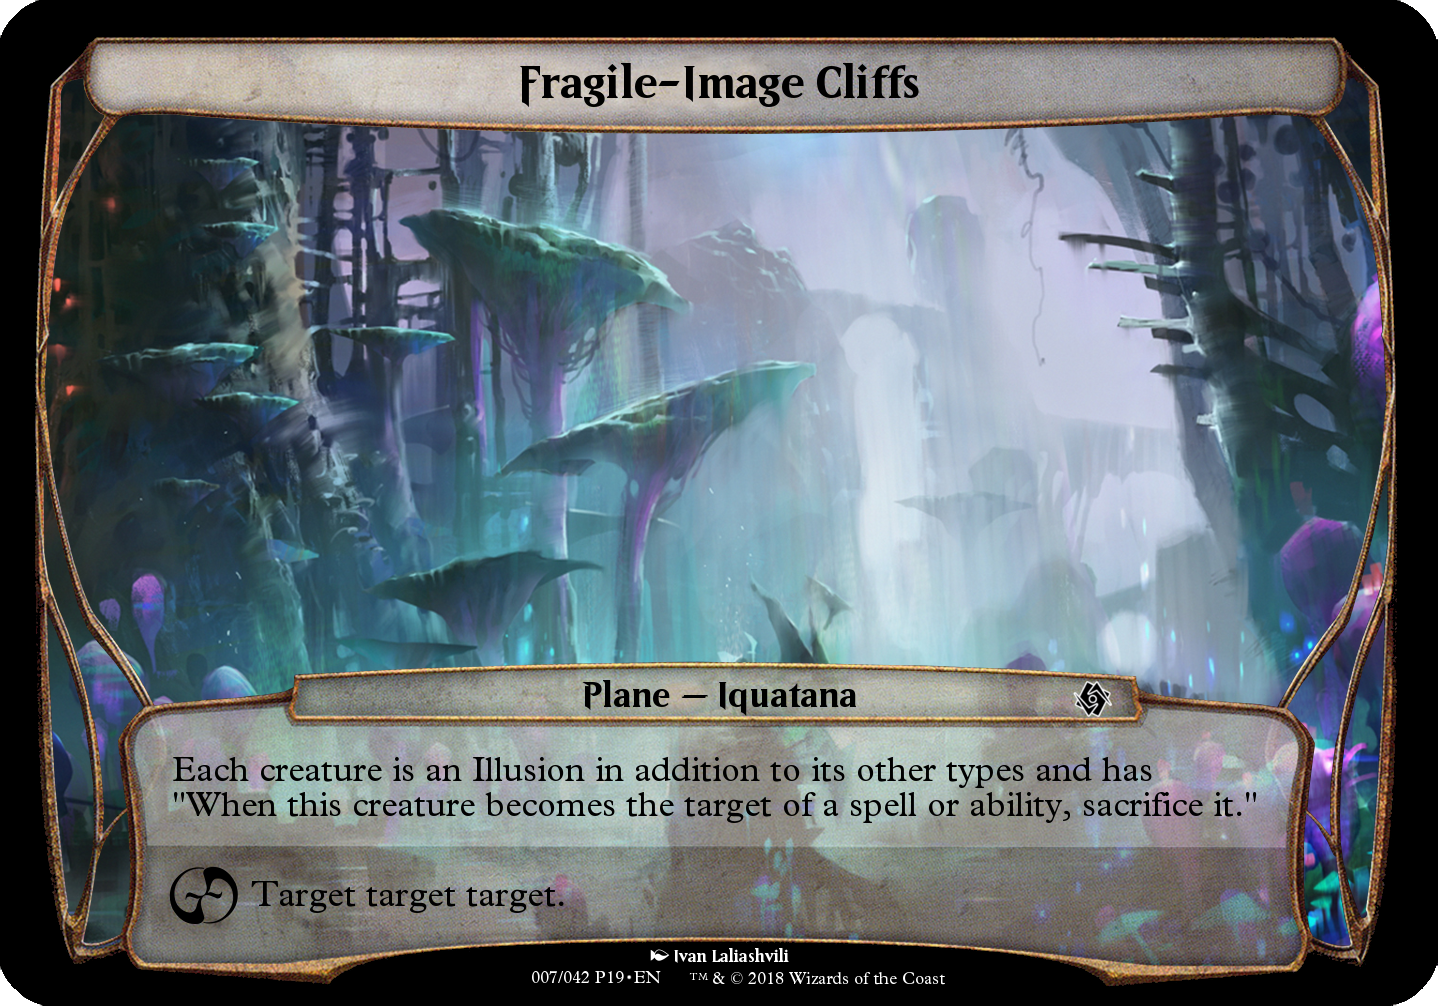 Fragile-Image Cliffs
Plane — Iquatana
Each creature is an Illusion in addition to its other types and has
"When this creature becomes the target of a spell or ability, sacrifice it."
Target target target.
Ivan Laliashvili
007/042 P19•EN ™ & © 2018 Wizards of the Coast